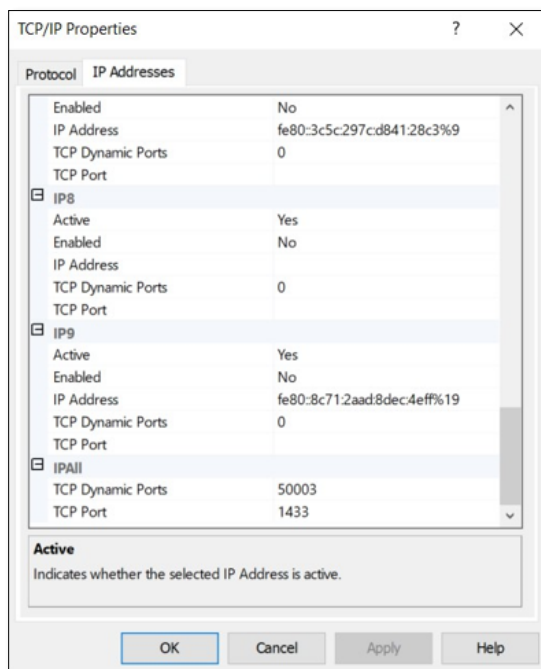 TCP/IP Properties ? ×
Protocol IP Addresses
Enabled No
IP Address fe80::3c5c:297c:d841:28c3%9
TCP Dynamic Ports 0
TCP Port
IP8
Active Yes
Enabled No
IP Address
TCP Dynamic Ports 0
TCP Port
IP9
Active Yes
Enabled No
IP Address fe80::8c71:2aad:8dec:4eff%19
TCP Dynamic Ports 0
TCP Port
IPAll
TCP Dynamic Ports 50003
TCP Port 1433
Active
Indicates whether the selected IP Address is active.
OK Cancel Apply Help